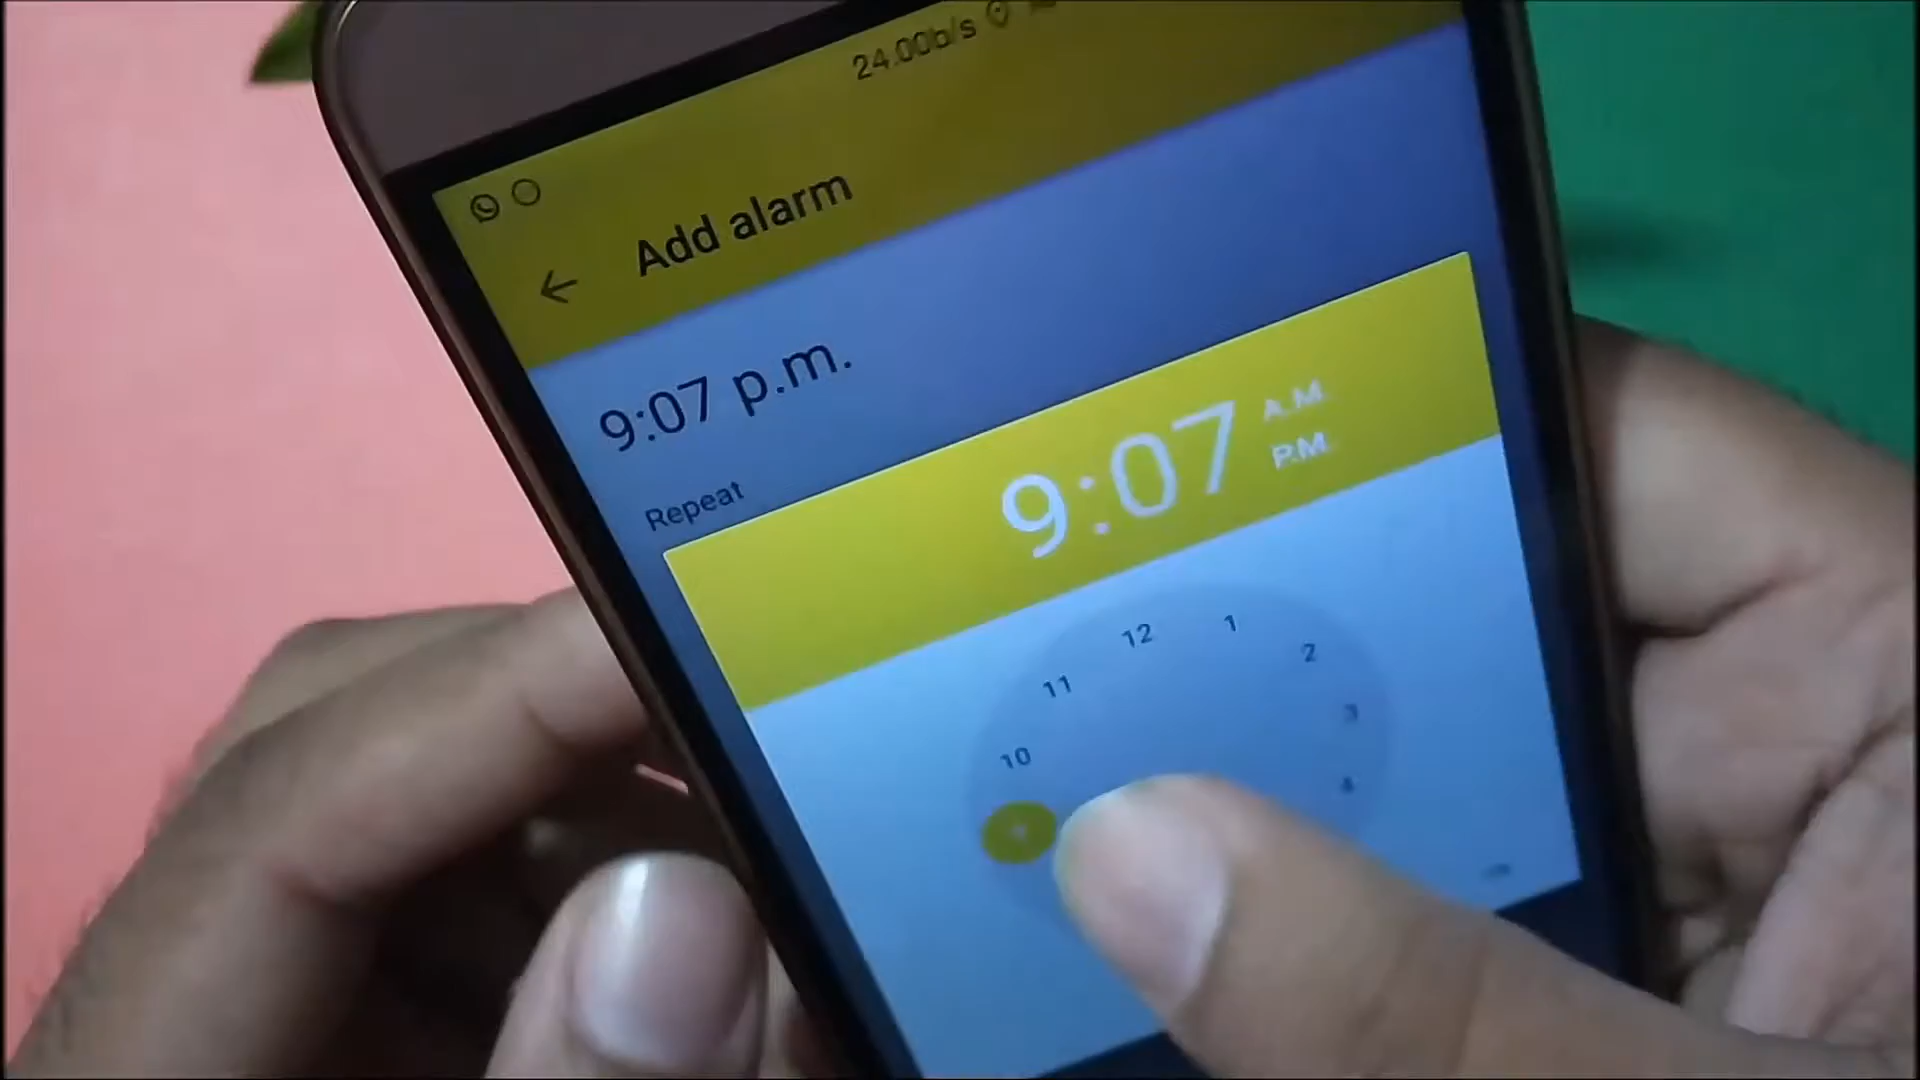 24.00b/s
Add alarm
9:07 p.m.
Repeat
9:07
A.M.
P.M.
12
1
2
11
3
10
4